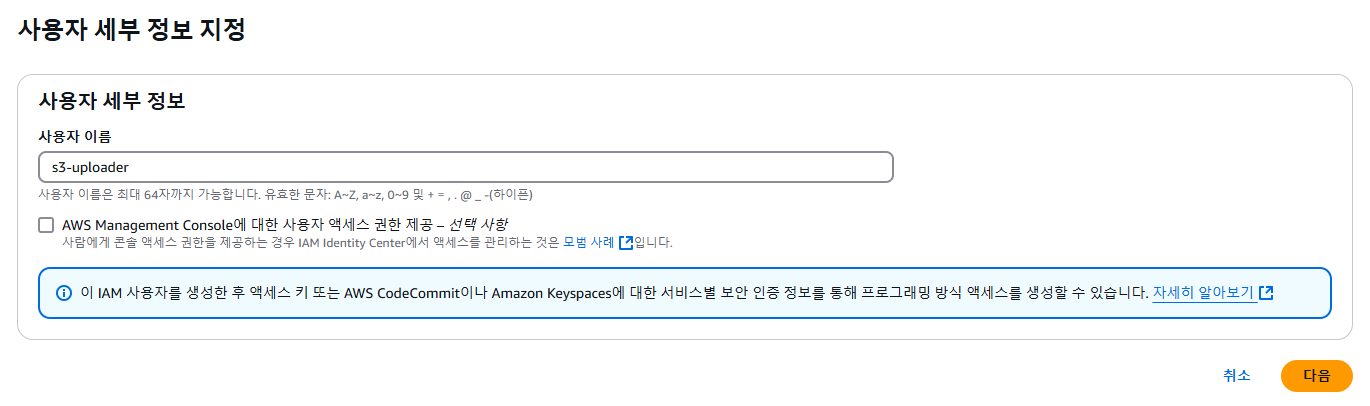 사용자 세부 정보 지정
사용자 세부 정보
사용자 이름
s3-uploader
사용자 이름은 최대 64자까지 가능합니다. 유효한 문자: A~Z, a~z, 0~9 및 + = , . @ _ -(하이픈)
AWS Management Console에 대한 사용자 액세스 권한 제공 – 선택 사항
사람에게 콘솔 액세스 권한을 제공하는 경우 IAM Identity Center에서 액세스를 관리하는 것은 모범 사례 입니다.
이 IAM 사용자를 생성한 후 액세스 키 또는 AWS CodeCommit이나 Amazon Keyspaces에 대한 서비스별 보안 인증 정보를 통해 프로그래밍 방식 액세스를 생성할 수 있습니다. 자세히 알아보기
취소 다음